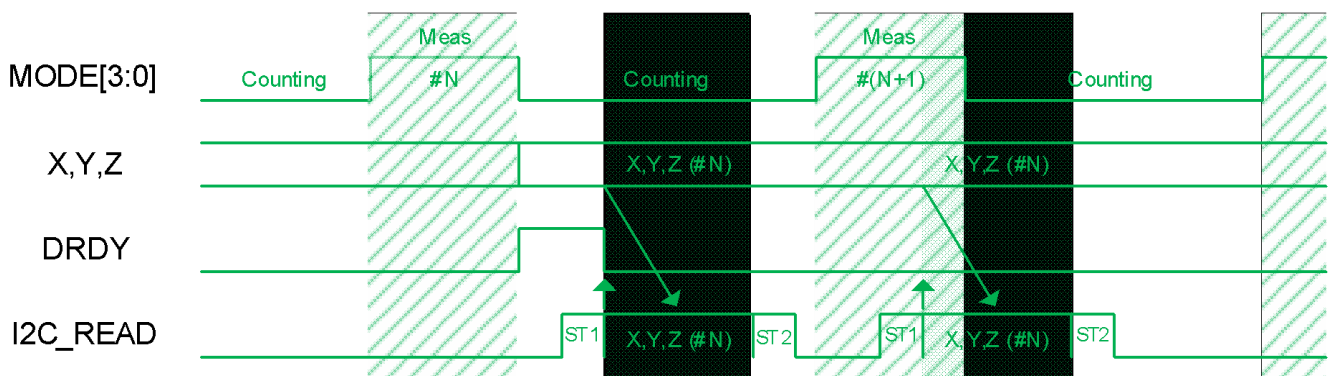 Meas
Meas
MODE[3:0]
Counting
#N
Counting
#(N+1)
Counting
X,Y,Z
X,Y,Z (#N)
X,Y,Z (#N)
DRDY
I2C_READ
ST1
X,Y,Z (#N)
ST2
ST1
X,Y,Z (#N)
ST2